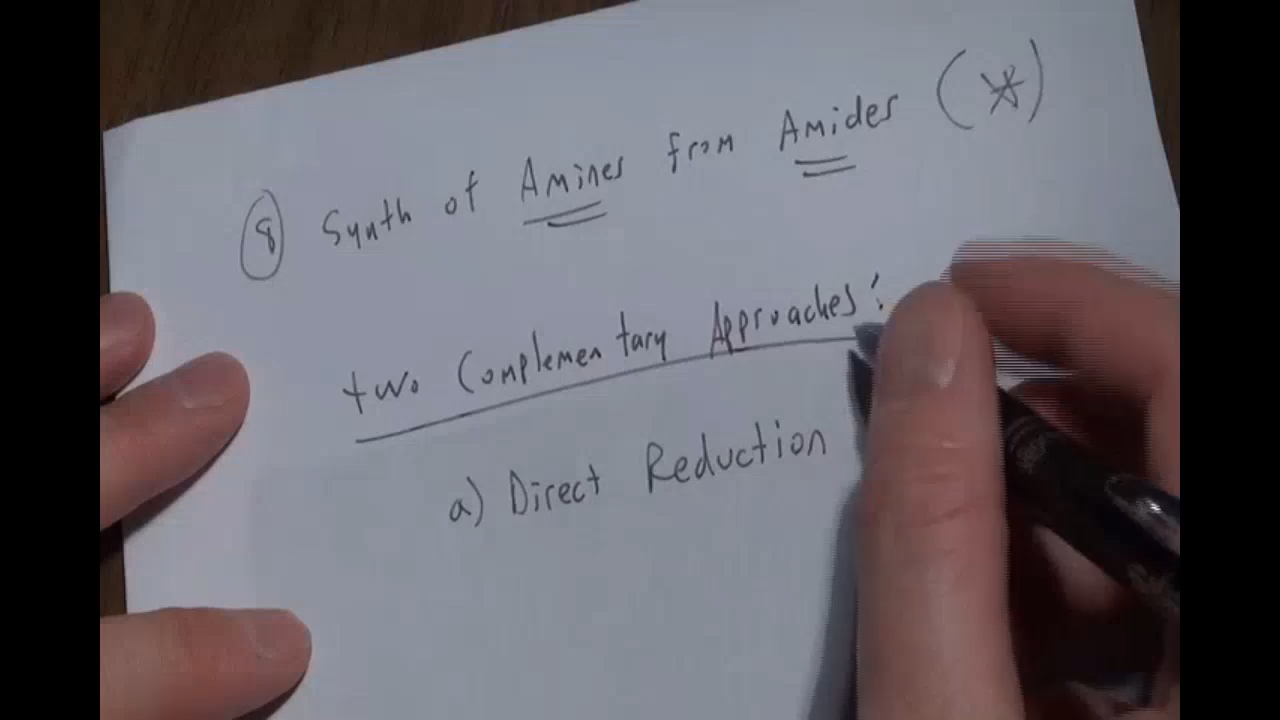 8 Synth of Amines from Amides (*)
two Complementary Approaches:
a) Direct Reduction